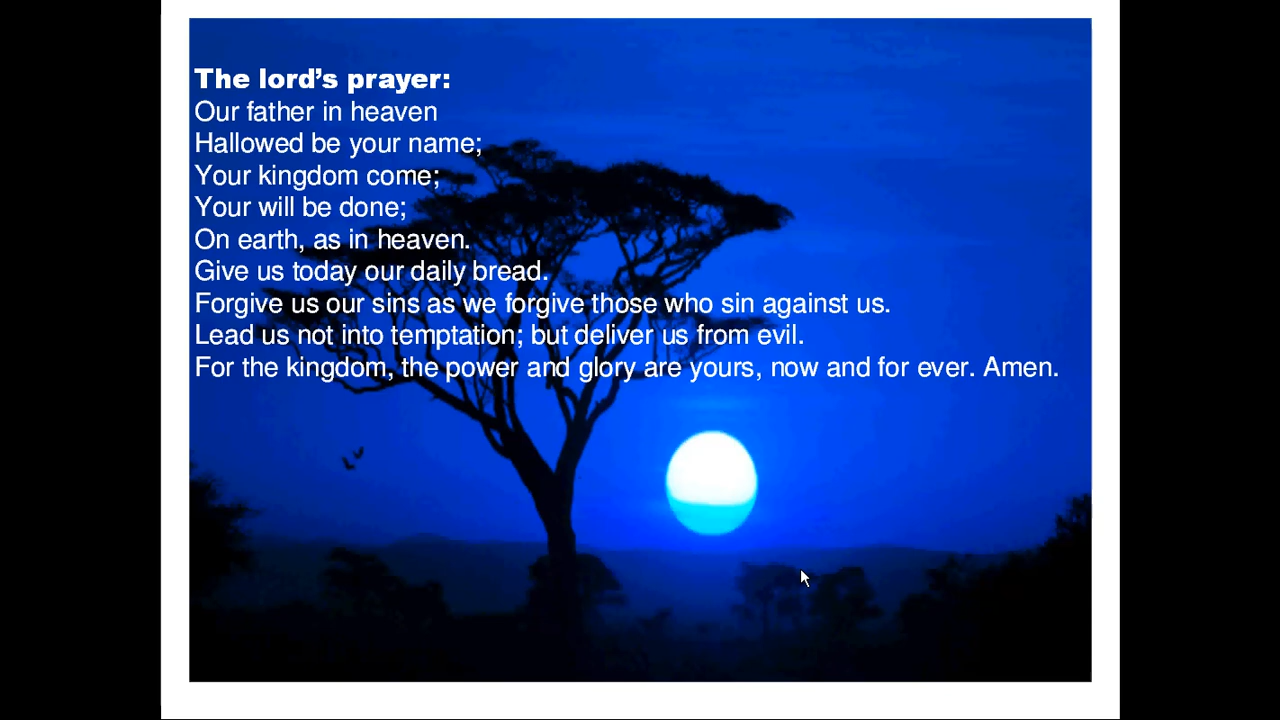 The lord’s prayer:
Our father in heaven
Hallowed be your name;
Your kingdom come;
Your will be done;
On earth, as in heaven.
Give us today our daily bread.
Forgive us our sins as we forgive those who sin against us.
Lead us not into temptation; but deliver us from evil.
For the kingdom, the power and glory are yours, now and for ever. Amen.